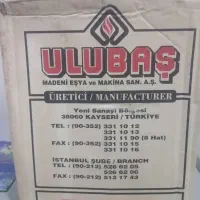 ULUBAŞ
MADENİ EŞYA ve MAKİNA SAN. A.Ş.
ÜRETİCİ / MANUFACTURER
Yeni Sanayi Bölgesi
38060 KAYSERİ / TÜRKİYE
TEL : (90-352) 331 10 12
331 10 13
331 11 90 (8 Hat)
FAX : (90-352) 331 10 15
331 10 16
İSTANBUL ŞUBE / BRANCH
TEL : (90-212) 526 62 05
526 62 06
FAX : (90-212) 513 17 43